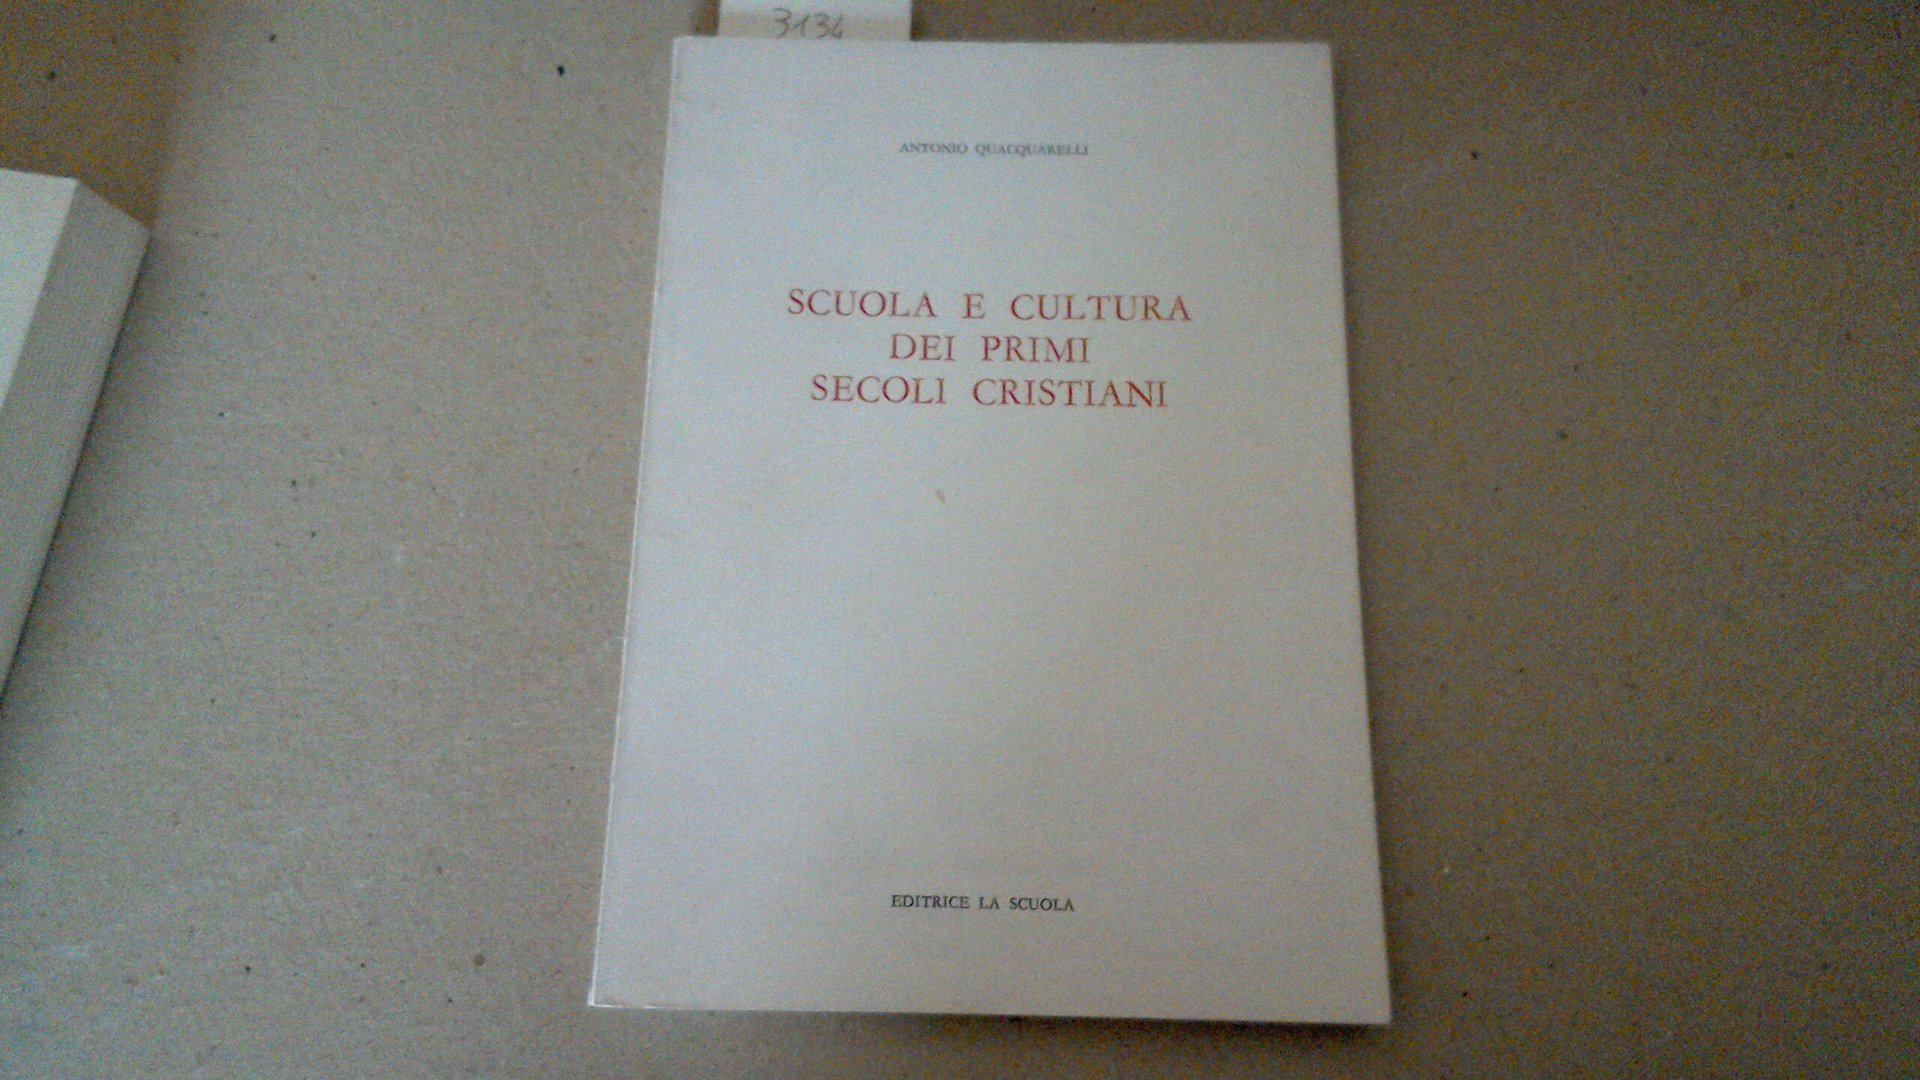 3134
ANTONIO QUACQUARELLI
SCUOLA E CULTURA
DEI PRIMI
SECOLI CRISTIANI
EDITRICE LA SCUOLA